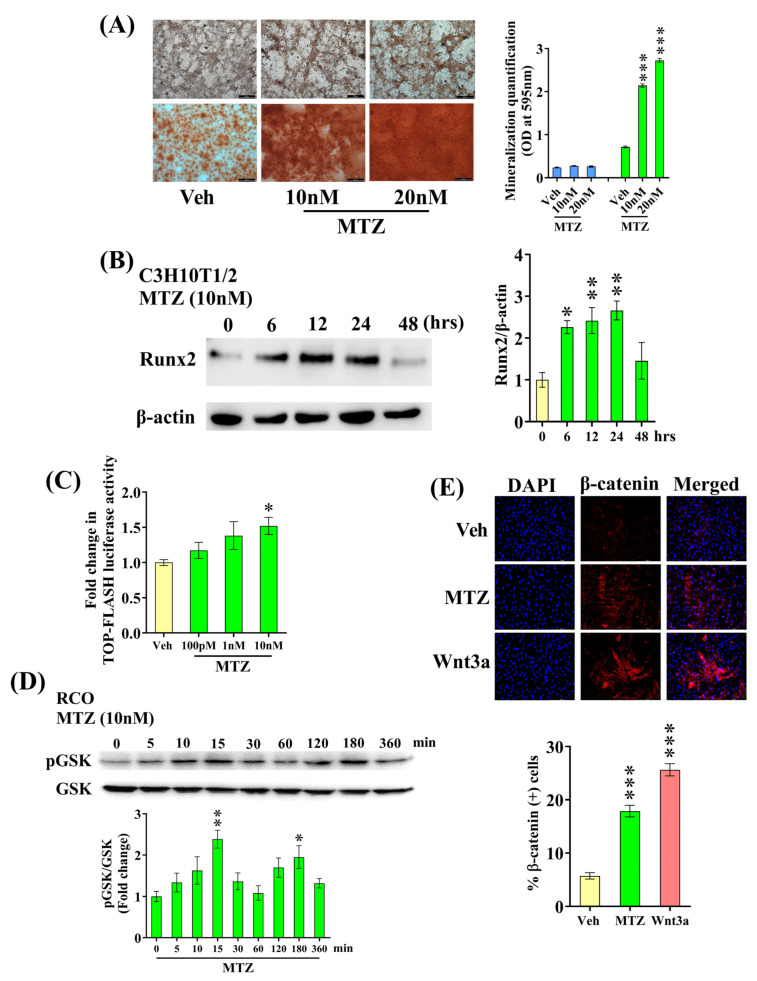 (A)
Veh
10nM
20nM
MTZ
Mineralization quantification
(OD at 595nm)
3
2
1
0
Veh
10nM
20nM
MTZ
Veh
10nM
20nM
MTZ
***
***
(B)
C3H10T1/2
MTZ (10nM)
0 6 12 24 48 (hrs)
Runx2
β-actin
Runx2/β-actin
4
3
2
1
0
* ** **
0 6 12 24 48 hrs
(C)
Fold change in
TOP-FLASH luciferase activity
2.0
1.5
1.0
0.5
0.0
*
Veh 100pM 1nM 10nM
MTZ
(D)
RCO
MTZ (10nM)
0 5 10 15 30 60 120 180 360 min
pGSK
GSK
pGSK/GSK
(Fold change)
3
2
1
0
** *
0 5 10 15 30 60 120 180 360 min
MTZ
(E)
DAPI β-catenin Merged
Veh
MTZ
Wnt3a
% β-catenin (+) cells
30
20
10
0
*** ***
Veh MTZ Wnt3a